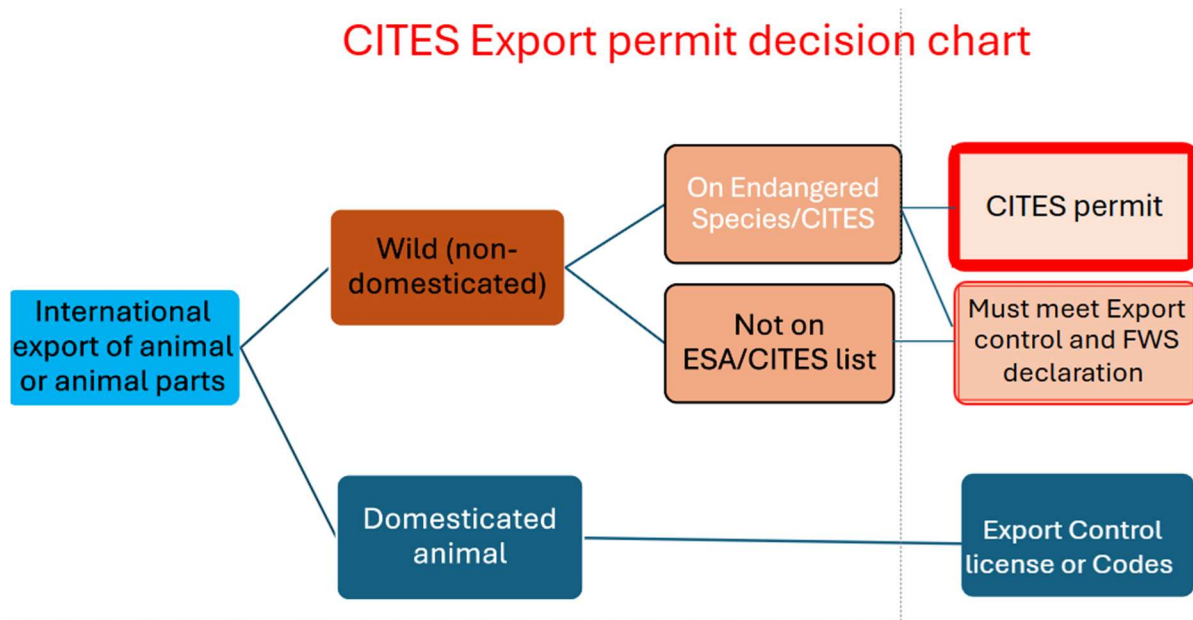 CITES Export permit decision chart
On Endangered
Species/CITES
CITES permit
Wild (non-
domesticated)
International
export of animal
or animal parts
Not on
ESA/CITES list
Must meet Export
control and FWS
declaration
Domesticated
animal
Export Control
license or Codes